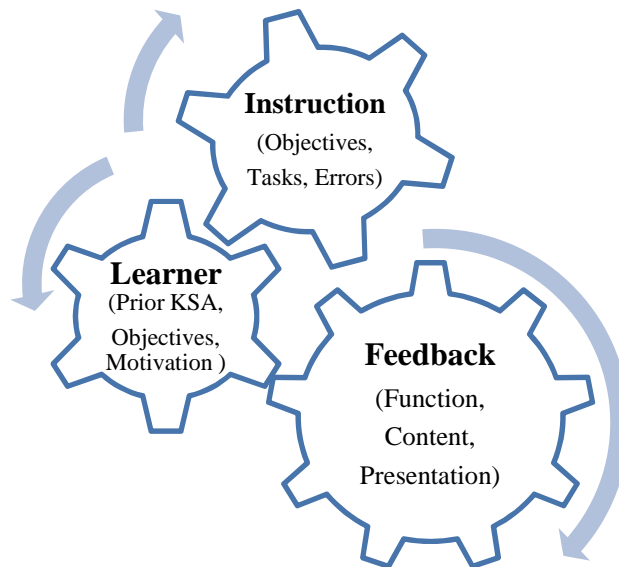 Instruction
(Objectives,
Tasks, Errors)
Learner
(Prior KSA,
Objectives,
Motivation )
Feedback
(Function,
Content,
Presentation)